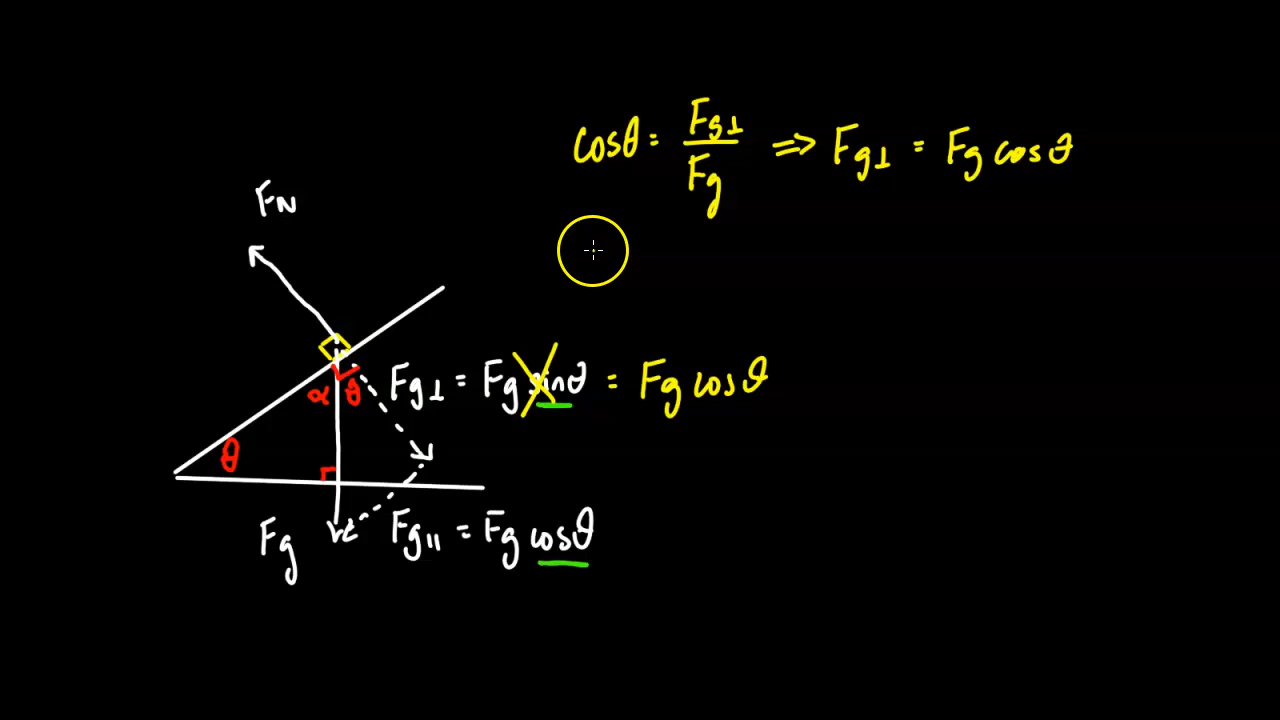 cosθ = Fg⊥/Fg ⇒ Fg⊥ = Fg cosθ
FN
Fg⊥ = Fg sinθ = Fg cosθ
α θ
θ
Fg
Fg|| = Fg cosθ